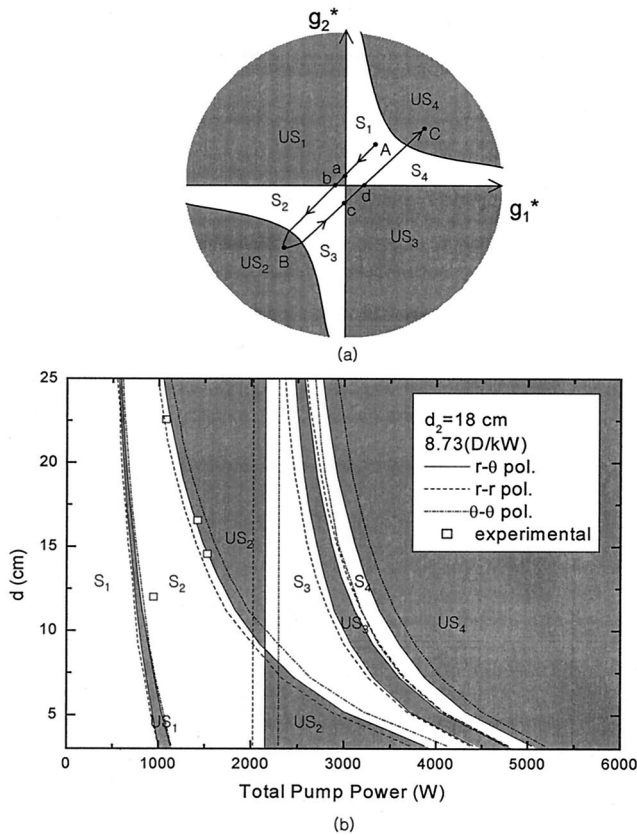 g₂*
US₁
US₄
S₁
A
C
a
b
d
g₁*
S₂
S₄
c
S₃
US₃
US₂
B
(a)
25
20
15
10
5
d (cm)
d₂=18 cm
8.73(D/kW)
r-θ pol.
r-r pol.
θ-θ pol.
experimental
US₂
S₁
S₂
S₃
S₄
US₃
US₄
US₁
US₂
0
1000
2000
3000
4000
5000
6000
Total Pump Power (W)
(b)